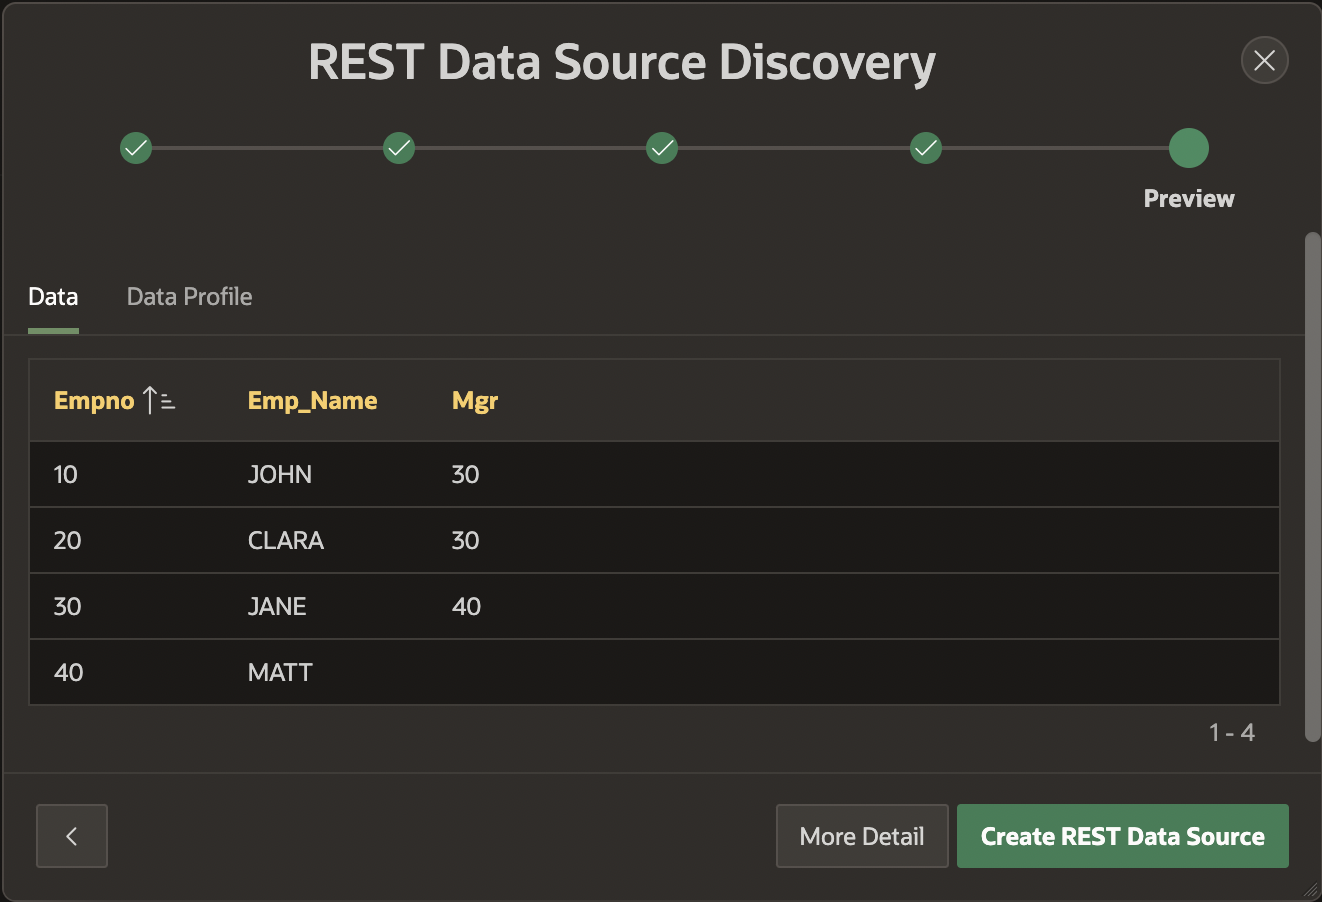 REST Data Source Discovery
Preview
Data Data Profile
Empno Emp_Name Mgr
10 JOHN 30
20 CLARA 30
30 JANE 40
40 MATT
1 - 4
More Detail Create REST Data Source